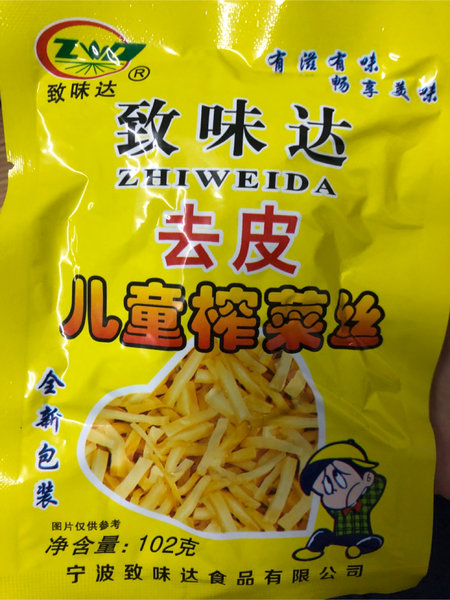 ZWD
®
致味达
有滋有味
畅享美味
致味达
ZHIWEIDA
去皮
儿童榨菜丝
全新包装
图片仅供参考
净含量：102克
宁波致味达食品有限公司